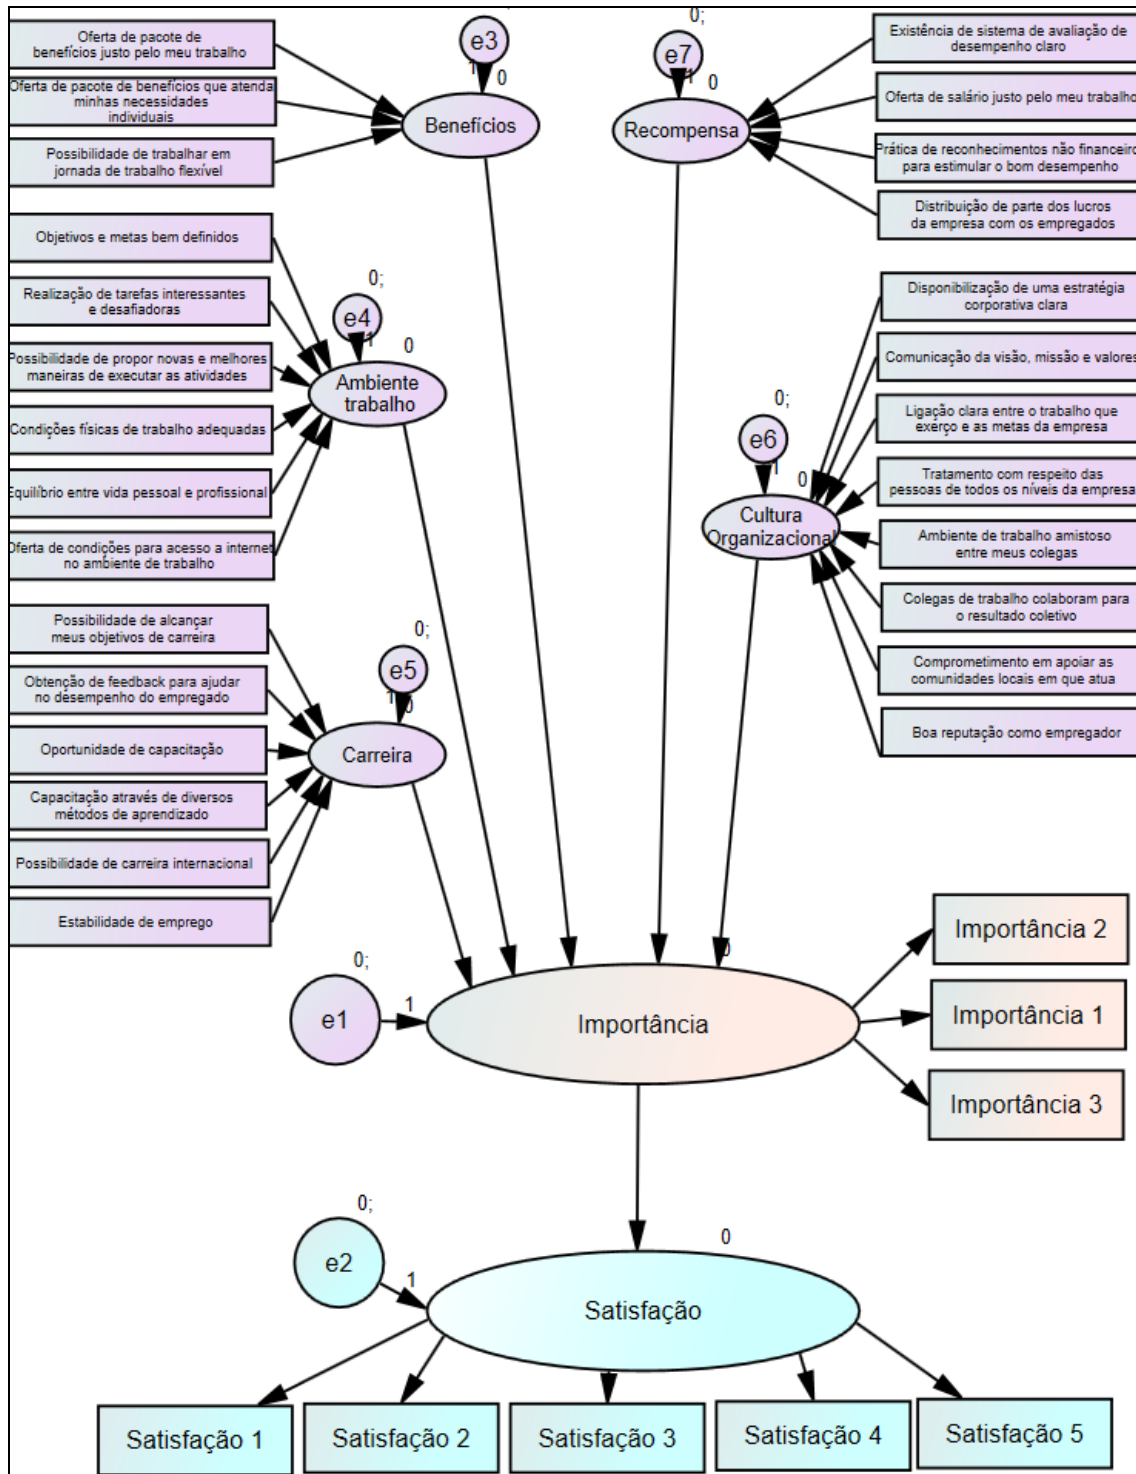 Oferta de pacote de
benefícios justo pelo meu trabalho
Oferta de pacote de benefícios que atenda
minhas necessidades
individuais
Possibilidade de trabalhar em
jornada de trabalho flexível
0;
e3
1
0
Benefícios
0;
e7
1
0
Recompensa
Existência de sistema de avaliação de
desempenho claro
Oferta de salário justo pelo meu trabalho
Prática de reconhecimentos não financeiro
para estimular o bom desempenho
Distribuição de parte dos lucros
da empresa com os empregados
Objetivos e metas bem definidos
Realização de tarefas interessantes
e desafiadoras
Possibilidade de propor novas e melhores
maneiras de executar as atividades
Condições físicas de trabalho adequadas
Equilíbrio entre vida pessoal e profissional
Oferta de condições para acesso a internet
no ambiente de trabalho
0;
e4
1
0
Ambiente
trabalho
Disponibilização de uma estratégia
corporativa clara
Comunicação da visão, missão e valores
Ligação clara entre o trabalho que
exerço e as metas da empresa
Tratamento com respeito das
pessoas de todos os níveis da empresa
Ambiente de trabalho amistoso
entre meus colegas
Colegas de trabalho colaboram para
o resultado coletivo
Comprometimento em apoiar as
comunidades locais em que atua
Boa reputação como empregador
0;
e6
1
0
Cultura
Organizacional
Possibilidade de alcançar
meus objetivos de carreira
Obtenção de feedback para ajudar
no desempenho do empregado
Oportunidade de capacitação
Capacitação através de diversos
métodos de aprendizado
Possibilidade de carreira internacional
Estabilidade de emprego
0;
e5
1
0
Carreira
0;
e1
1
0
Importância
Importância 2
Importância 1
Importância 3
0;
e2
1
0
Satisfação
Satisfação 1
Satisfação 2
Satisfação 3
Satisfação 4
Satisfação 5